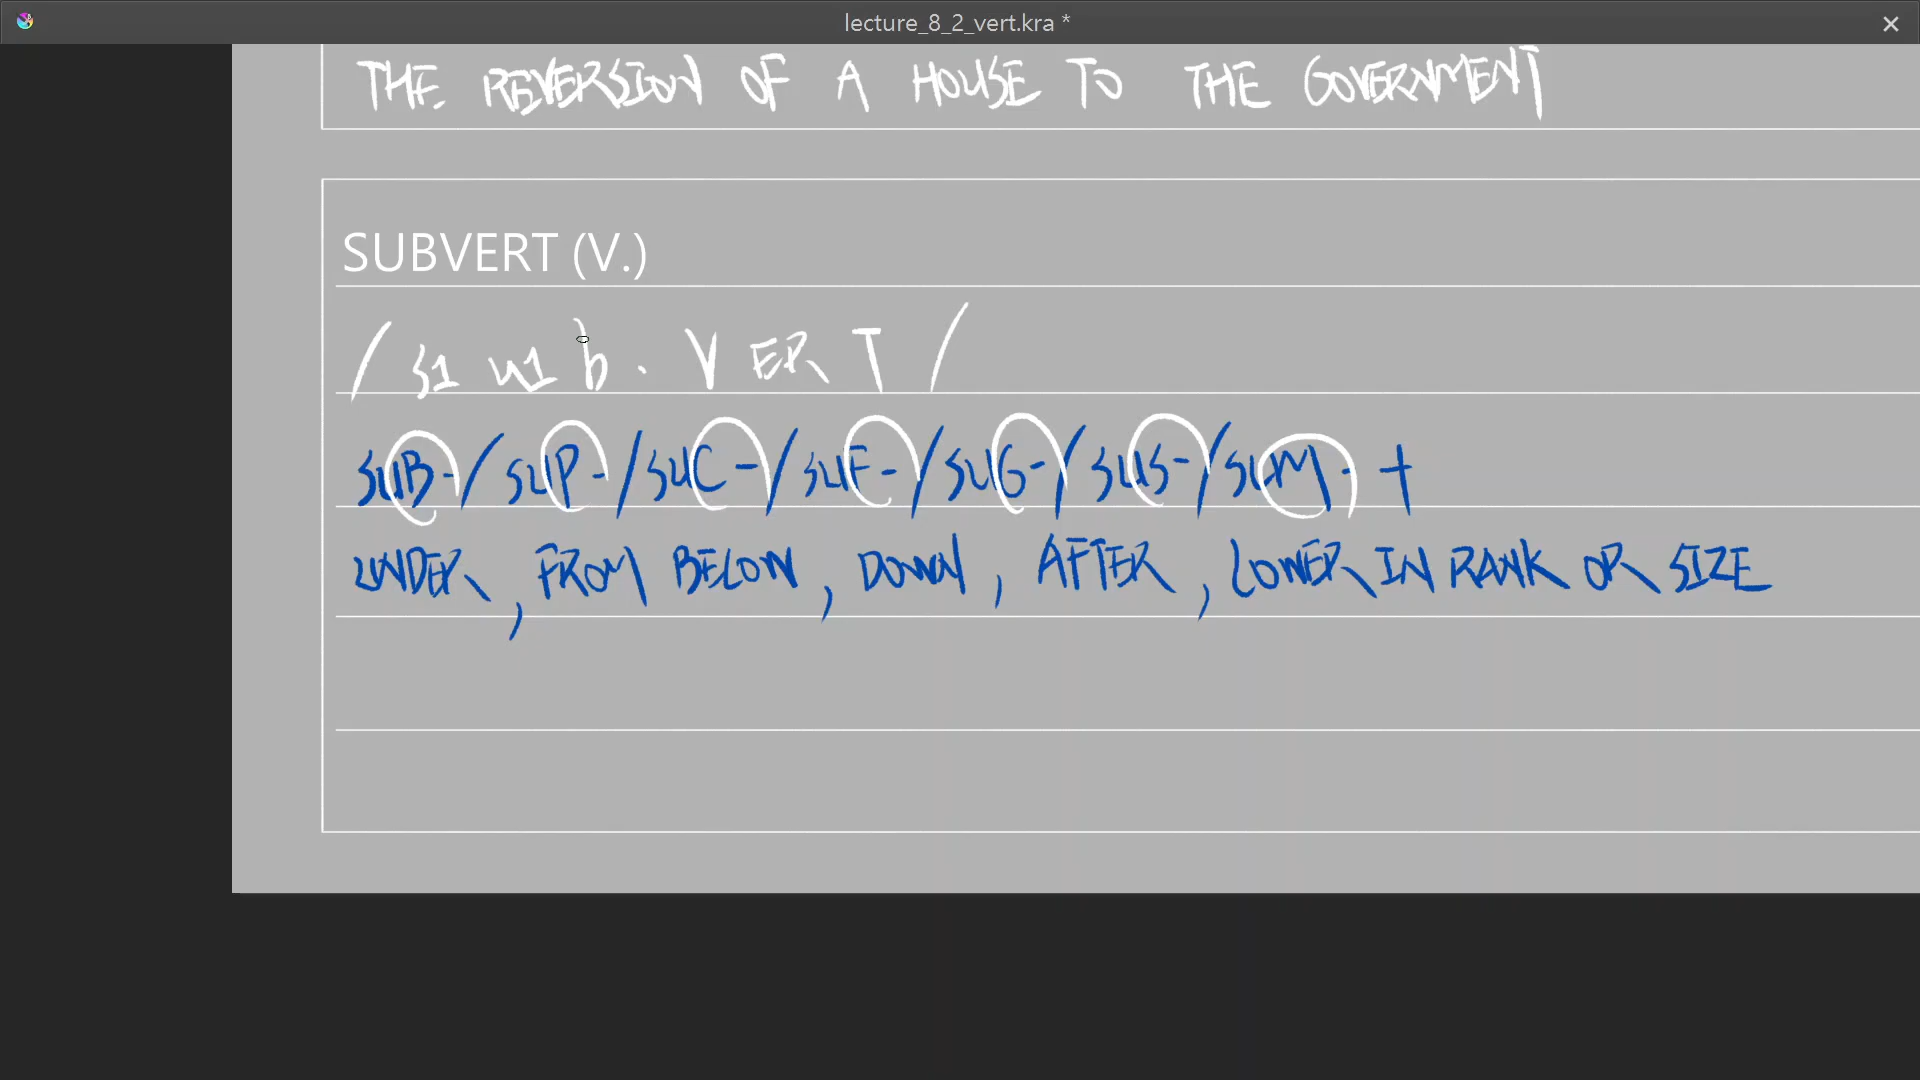 lecture_8_2_vert.kra *
THE REVERSION OF A HOUSE TO THE GOVERNMENT
SUBVERT (V.)
/ s1 u1 b . V ER T /
SUB-/SUP-/SUC-/SUF-/SUG-/SUS-/SUM- +
UNDER, FROM BELOW, DOWN, AFTER, LOWER IN RANK OR SIZE